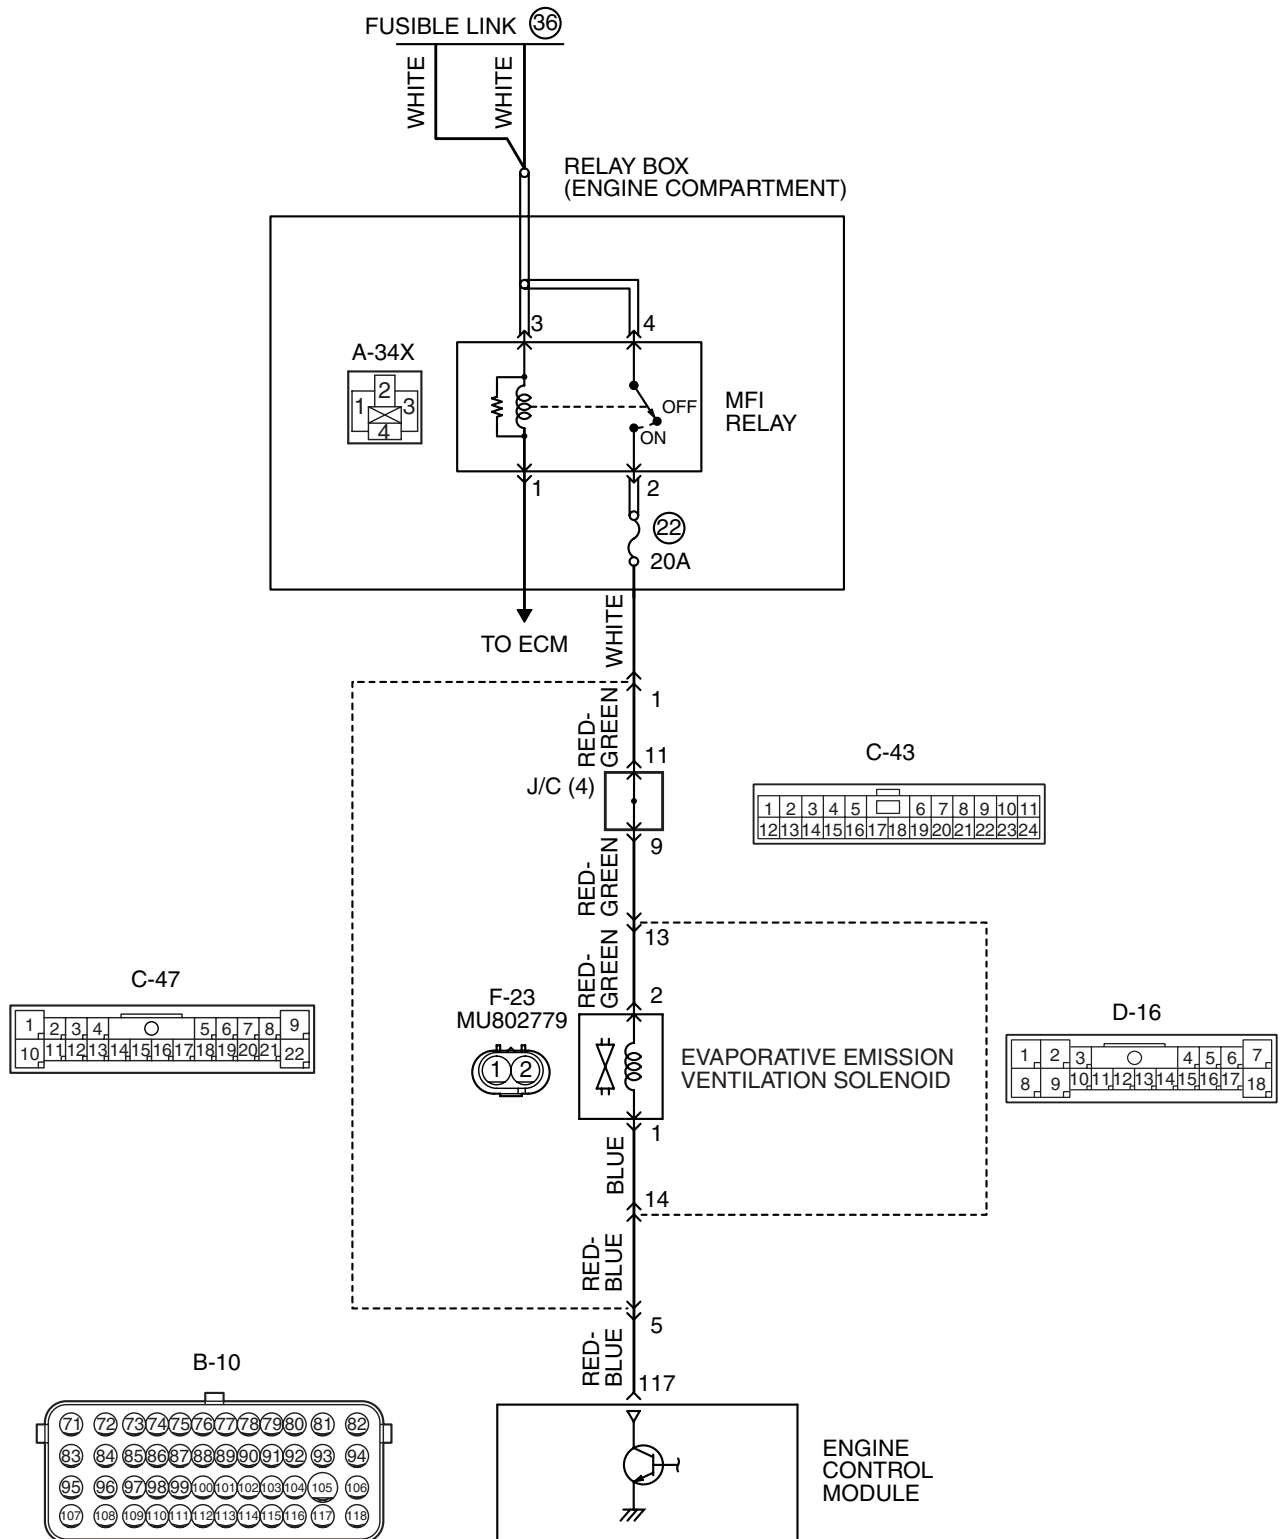 FUSIBLE LINK 36
WHITE
WHITE
RELAY BOX
(ENGINE COMPARTMENT)
3
4
A-34X
2
1
3
4
OFF
ON
MFI
RELAY
1
2
22
20A
TO ECM
WHITE
1
RED-
GREEN
11
J/C (4)
C-43
1 2 3 4 5 6 7 8 9 10 11
12 13 14 15 16 17 18 19 20 21 22 23 24
9
RED-
GREEN
13
RED-
GREEN
2
C-47
1 2 3 4 5 6 7 8 9
10 11 12 13 14 15 16 17 18 19 20 21 22
F-23
MU802779
1 2
EVAPORATIVE EMISSION
VENTILATION SOLENOID
D-16
1 2 3 4 5 6 7
8 9 10 11 12 13 14 15 16 17 18
1
BLUE
14
RED-
BLUE
5
RED-
BLUE
117
B-10
71 72 73 74 75 76 77 78 79 80 81 82
83 84 85 86 87 88 89 90 91 92 93 94
95 96 97 98 99 100 101 102 103 104 105 106
107 108 109 110 111 112 113 114 115 116 117 118
ENGINE
CONTROL
MODULE